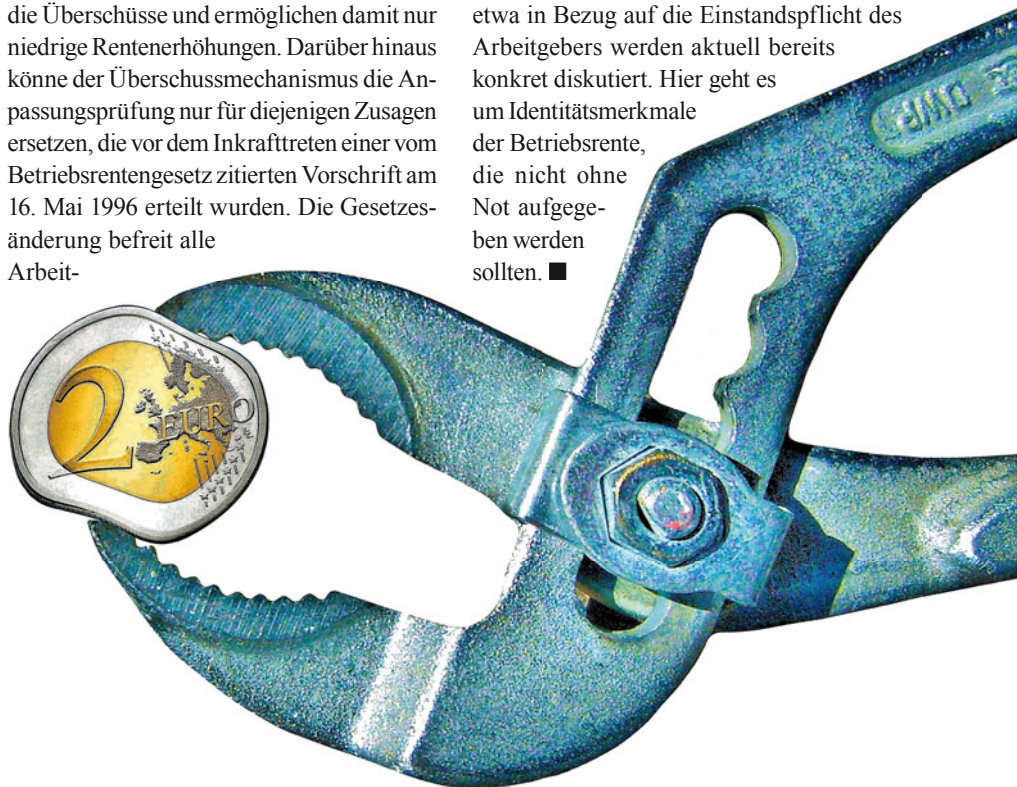 die Überschüsse und ermöglichen damit nur
niedrige Rentenerhöhungen. Darüber hinaus
könne der Überschussmechanismus die An-
passungsprüfung nur für diejenigen Zusagen
ersetzen, die vor dem Inkrafttreten einer vom
Betriebsrentengesetz zitierten Vorschrift am
16. Mai 1996 erteilt wurden. Die Gesetzes-
änderung befreit alle
Arbeit-
etwa in Bezug auf die Einstandspflicht des
Arbeitgebers werden aktuell bereits
konkret diskutiert. Hier geht es
um Identitätsmerkmale
der Betriebsrente,
die nicht ohne
Not aufgege-
ben werden
sollten. ■
2
EURO